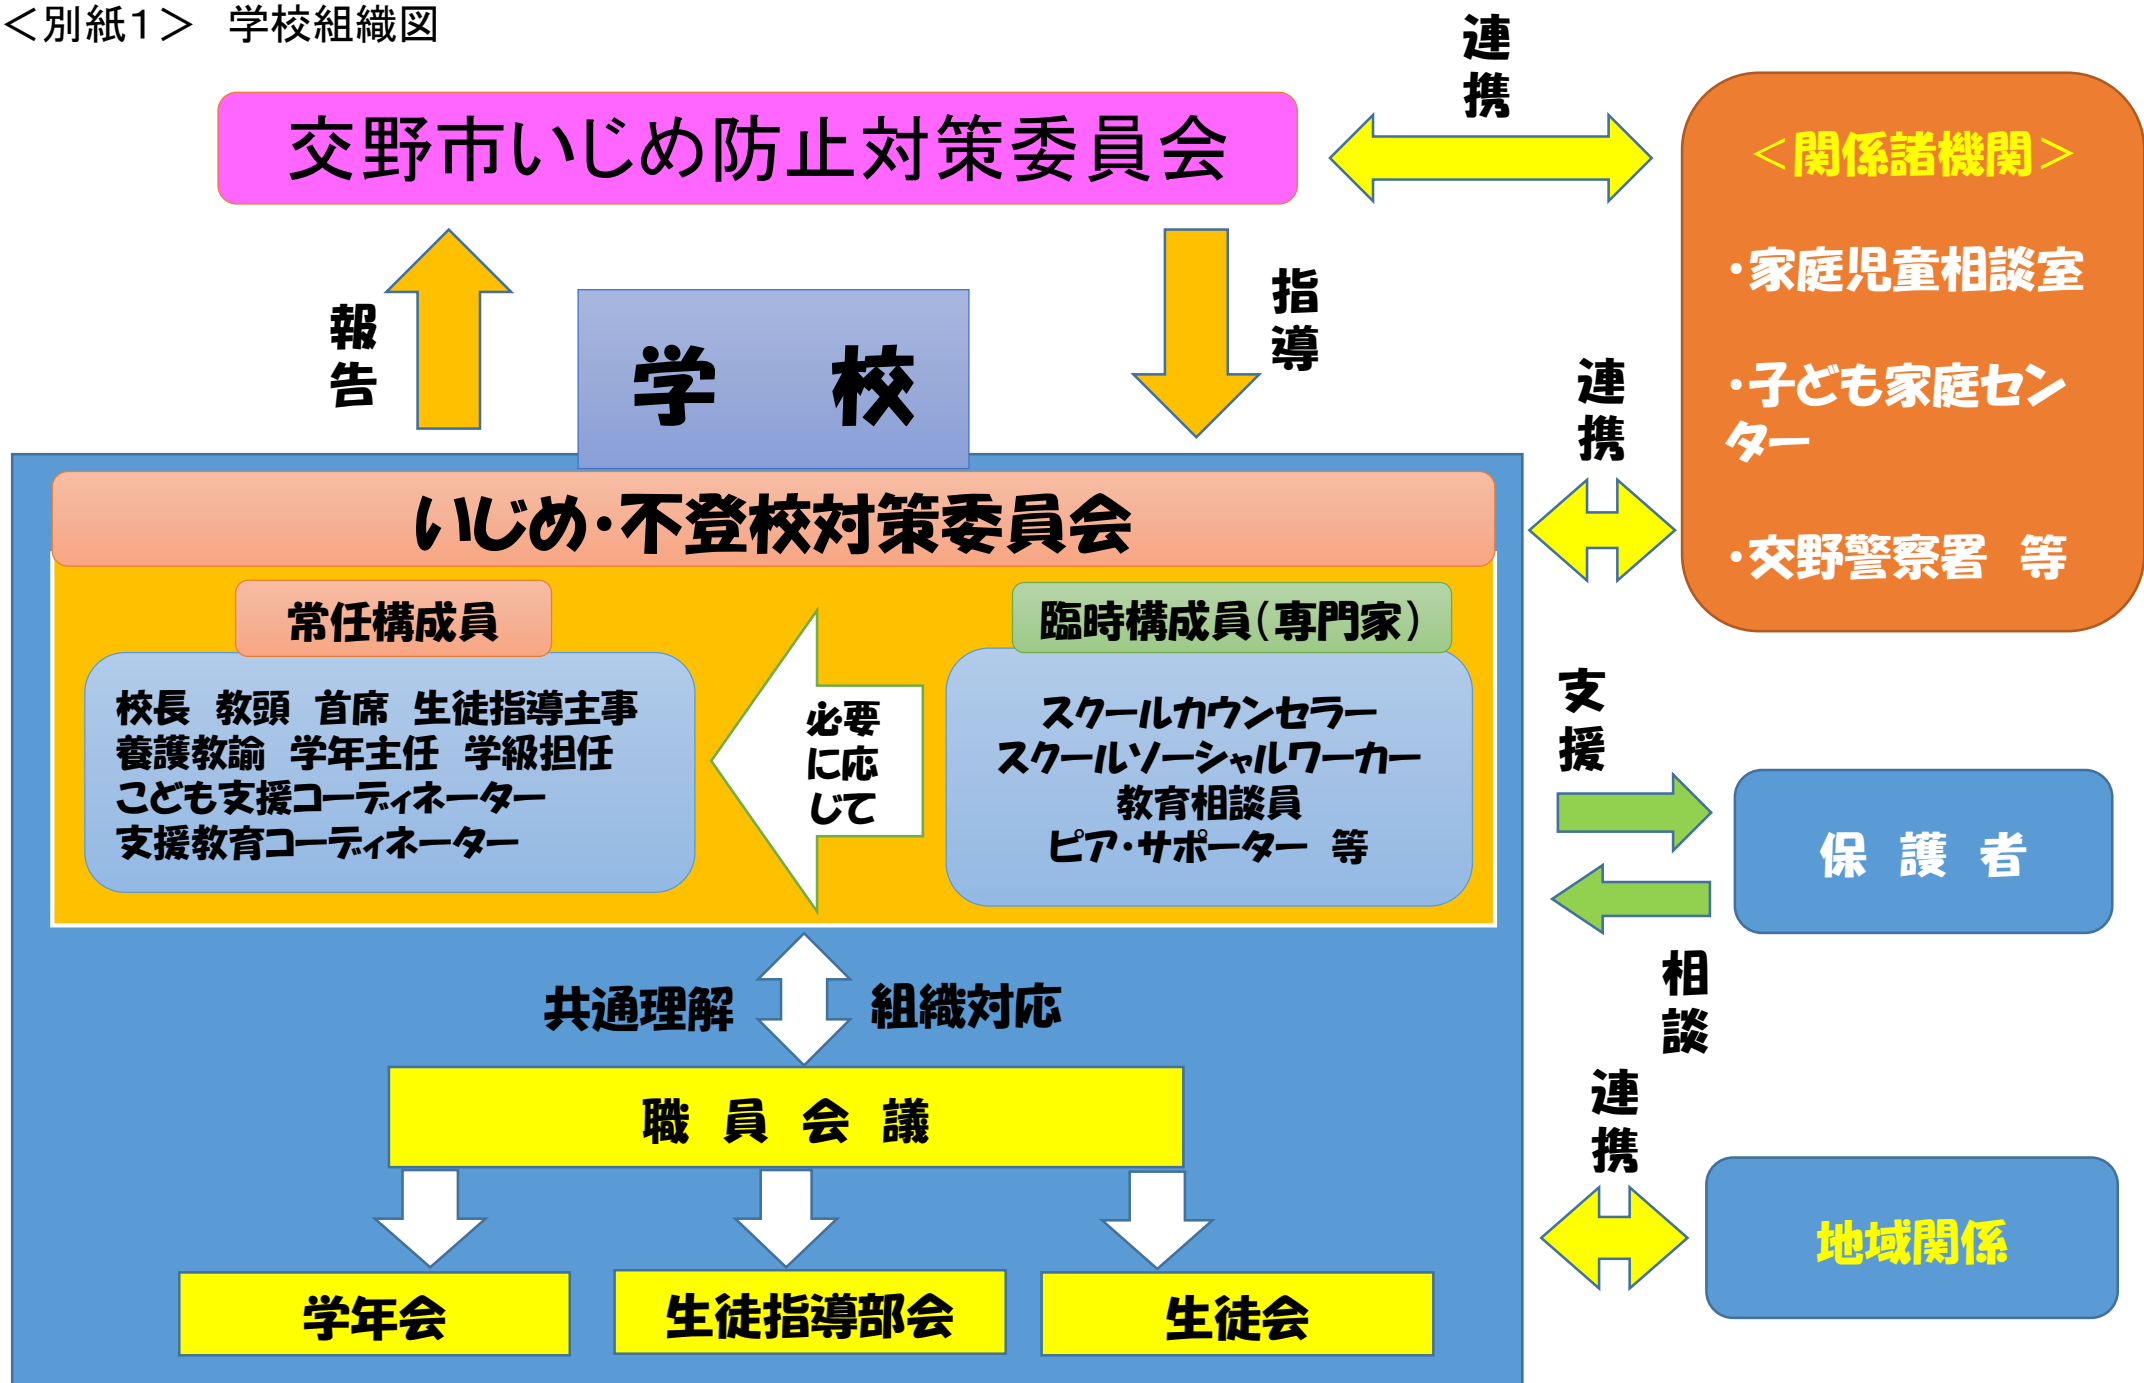 ＜別紙１＞　学校組織図
連
携
交野市いじめ防止対策委員会
＜関係諸機関＞
・家庭児童相談室
・子ども家庭セン
ター
・交野警察署　等
報
告
学　校
指
導
連
携
いじめ・不登校対策委員会
常任構成員
校長　教頭　首席　生徒指導主事
養護教諭　学年主任　学級担任
こども支援コーディネーター
支援教育コーディネーター
必要
に応
じて
臨時構成員（専門家）
スクールカウンセラー
スクールソーシャルワーカー
教育相談員
ピア・サポーター　等
支
援
保　護　者
相
談
共通理解
組織対応
職　員　会　議
連
携
地域関係
学年会
生徒指導部会
生徒会